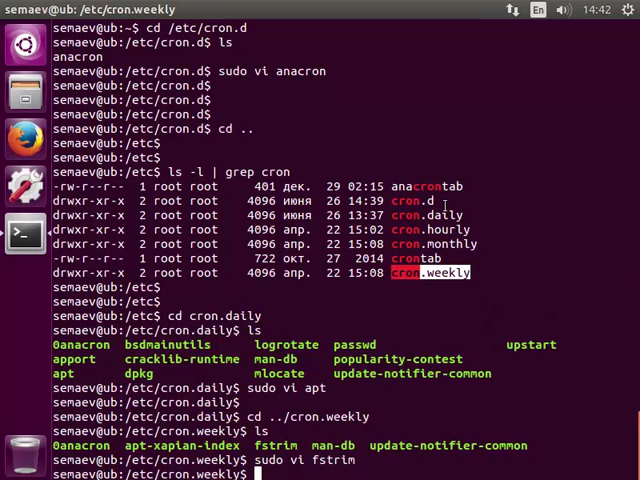 semaev@ub: /etc/cron.weekly
En
14:42
semaev@ub:~$ cd /etc/cron.d
semaev@ub:/etc/cron.d$ ls
anacron
semaev@ub:/etc/cron.d$ sudo vi anacron
semaev@ub:/etc/cron.d$
semaev@ub:/etc/cron.d$
semaev@ub:/etc/cron.d$
semaev@ub:/etc/cron.d$ cd ..
semaev@ub:/etc$
semaev@ub:/etc$
semaev@ub:/etc$ ls -l | grep cron
-rw-r--r-- 1 root root 401 дек. 29 02:15 anacrontab
drwxr-xr-x 2 root root 4096 июня 26 14:39 cron.d
drwxr-xr-x 2 root root 4096 июня 26 13:37 cron.daily
drwxr-xr-x 2 root root 4096 апр. 22 15:02 cron.hourly
drwxr-xr-x 2 root root 4096 апр. 22 15:08 cron.monthly
-rw-r--r-- 1 root root 722 окт. 27 2014 crontab
drwxr-xr-x 2 root root 4096 апр. 22 15:08 cron.weekly
semaev@ub:/etc$
semaev@ub:/etc$
semaev@ub:/etc$ cd cron.daily
semaev@ub:/etc/cron.daily$ ls
0anacron bsdmainutils logrotate passwd upstart
apport cracklib-runtime man-db popularity-contest
apt dpkg mlocate update-notifier-common
semaev@ub:/etc/cron.daily$ sudo vi apt
semaev@ub:/etc/cron.daily$
semaev@ub:/etc/cron.daily$ cd ../cron.weekly
semaev@ub:/etc/cron.weekly$ ls
0anacron apt-xapian-index fstrim man-db update-notifier-common
semaev@ub:/etc/cron.weekly$ sudo vi fstrim
semaev@ub:/etc/cron.weekly$